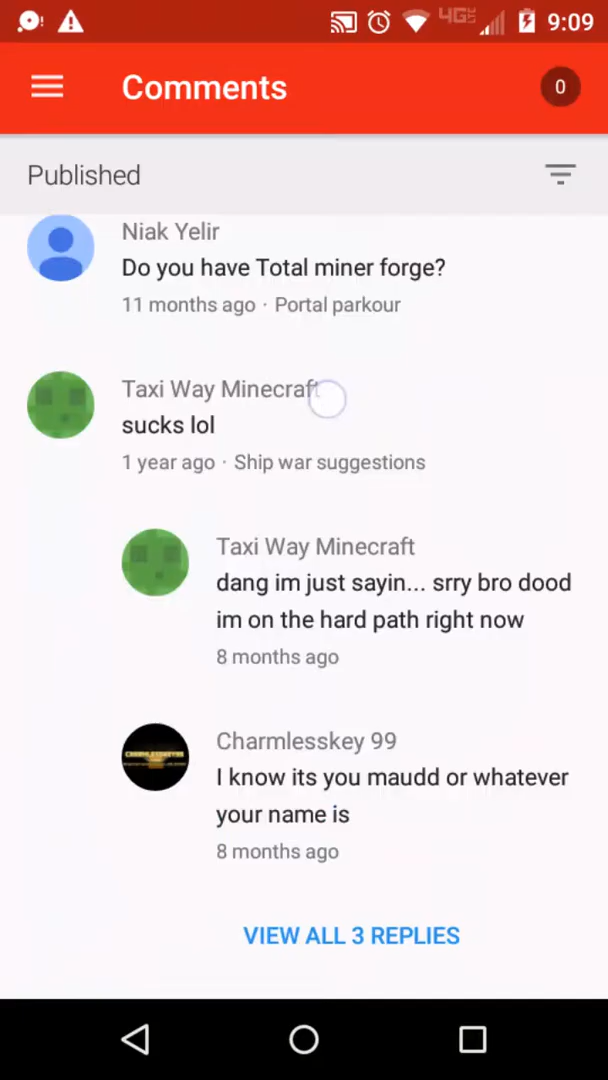 4G LTE 9:09
Comments 0
Published
Niak Yelir
Do you have Total miner forge?
11 months ago · Portal parkour
Taxi Way Minecraft
sucks lol
1 year ago · Ship war suggestions
Taxi Way Minecraft
dang im just sayin... srry bro dood
im on the hard path right now
8 months ago
CHARMLESSKEY99
Charmlesskey 99
I know its you maudd or whatever
your name is
8 months ago
VIEW ALL 3 REPLIES